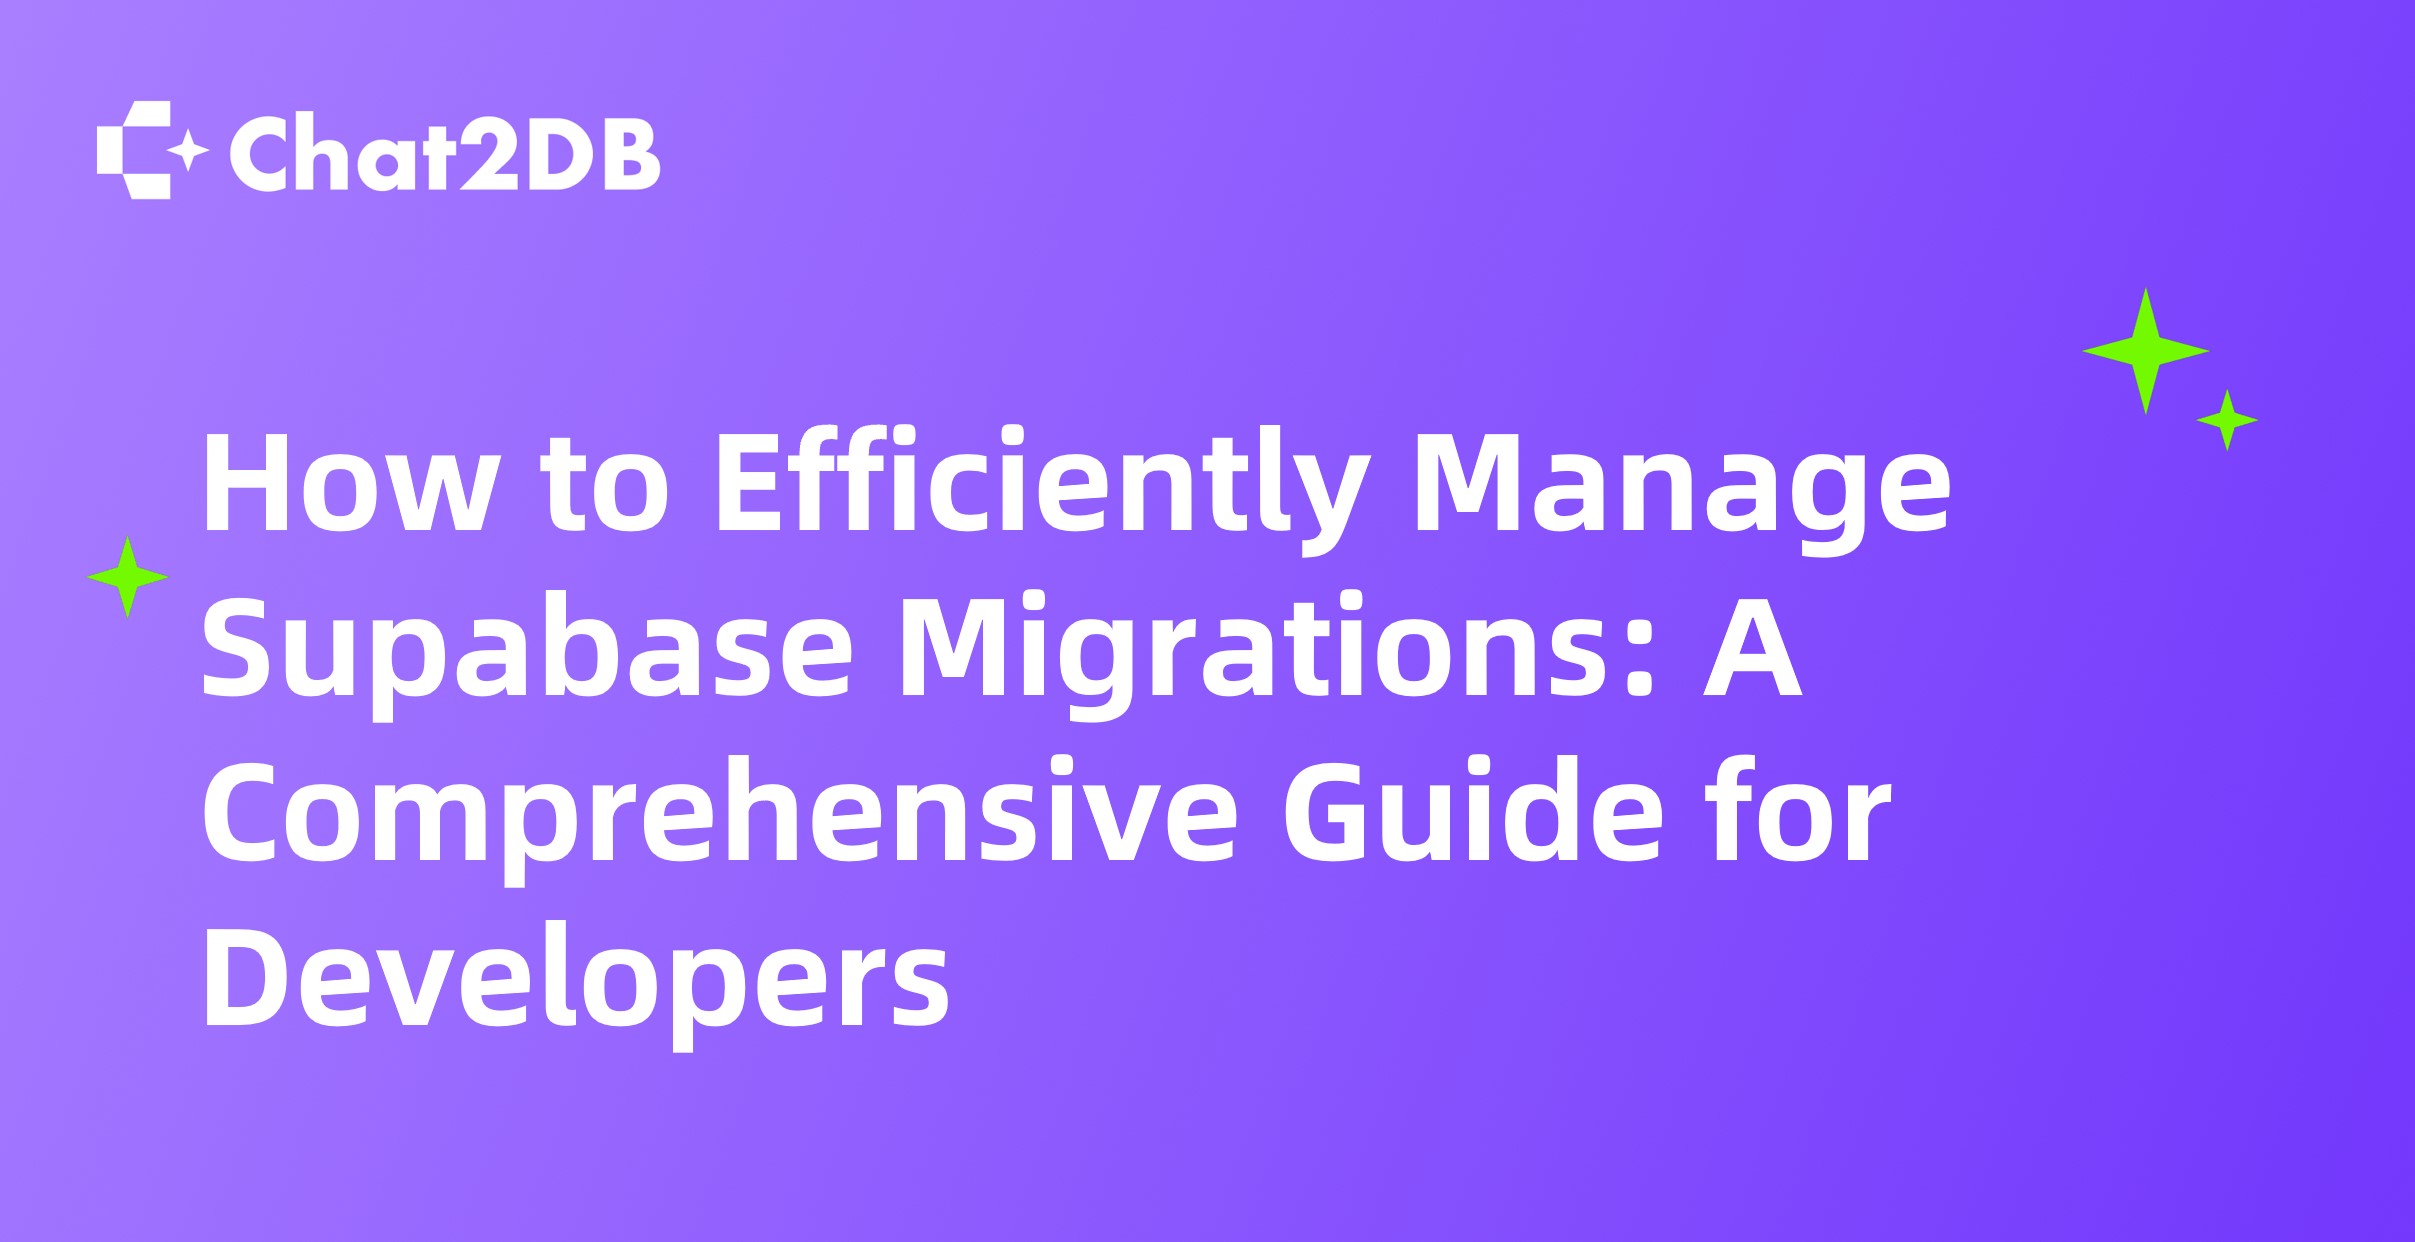 Chat2DB
How to Efficiently Manage
Supabase Migrations: A
Comprehensive Guide for
Developers